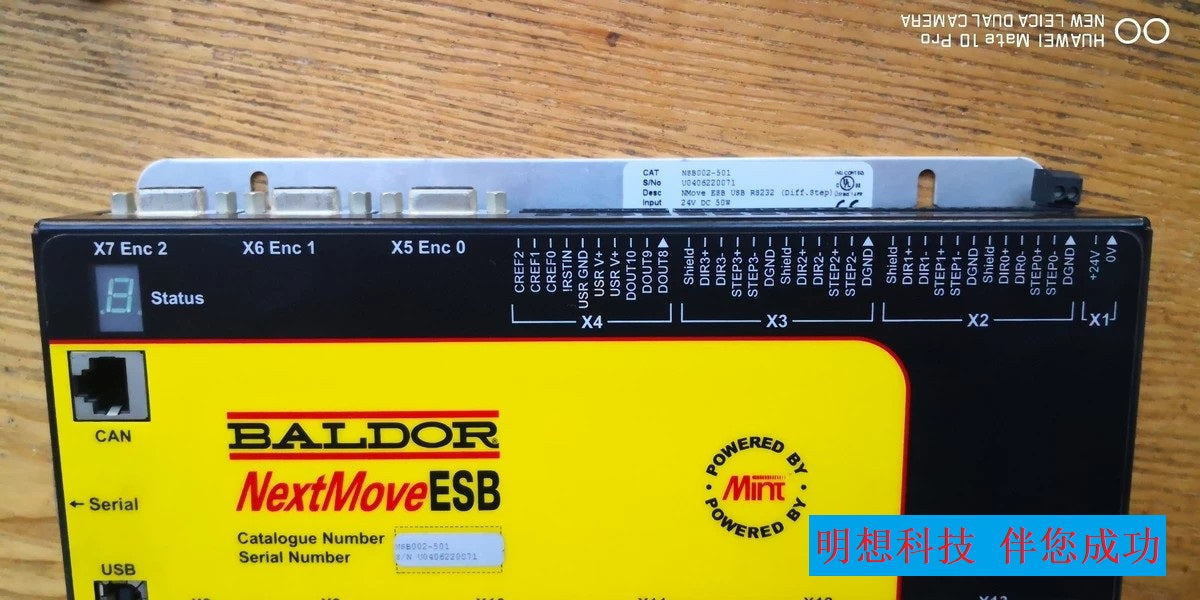 HUAWEI Mate 10 Pro
NEW LEICA DUAL CAMERA
CAT NSB002-501
S/No U0406220071
Desc NMove ESB USB RS232 (Diff.Step)
Input 24V DC 50W
X7 Enc 2
X6 Enc 1
X5 Enc 0
Status
CREF2
CREF1
CREF0
IRSTIN
USR GND
USR V+
USR V+
DOUT10
DOUT9
DOUT8
X4
Shield
DIR3+
DIR3-
STEP3+
STEP3-
DGND
Shield
DIR2+
DIR2-
STEP2+
STEP2-
DGND
X3
Shield
DIR1+
DIR1-
STEP1+
STEP1-
DGND
Shield
DIR0+
DIR0-
STEP0+
STEP0-
DGND
X2
+24V
0V
X1
CAN
BALDOR
NextMoveESB
POWERED BY
Mint
POWERED BY
← Serial
Catalogue Number NSB002-501
Serial Number S/N U0406220071
USB
明想科技 伴您成功